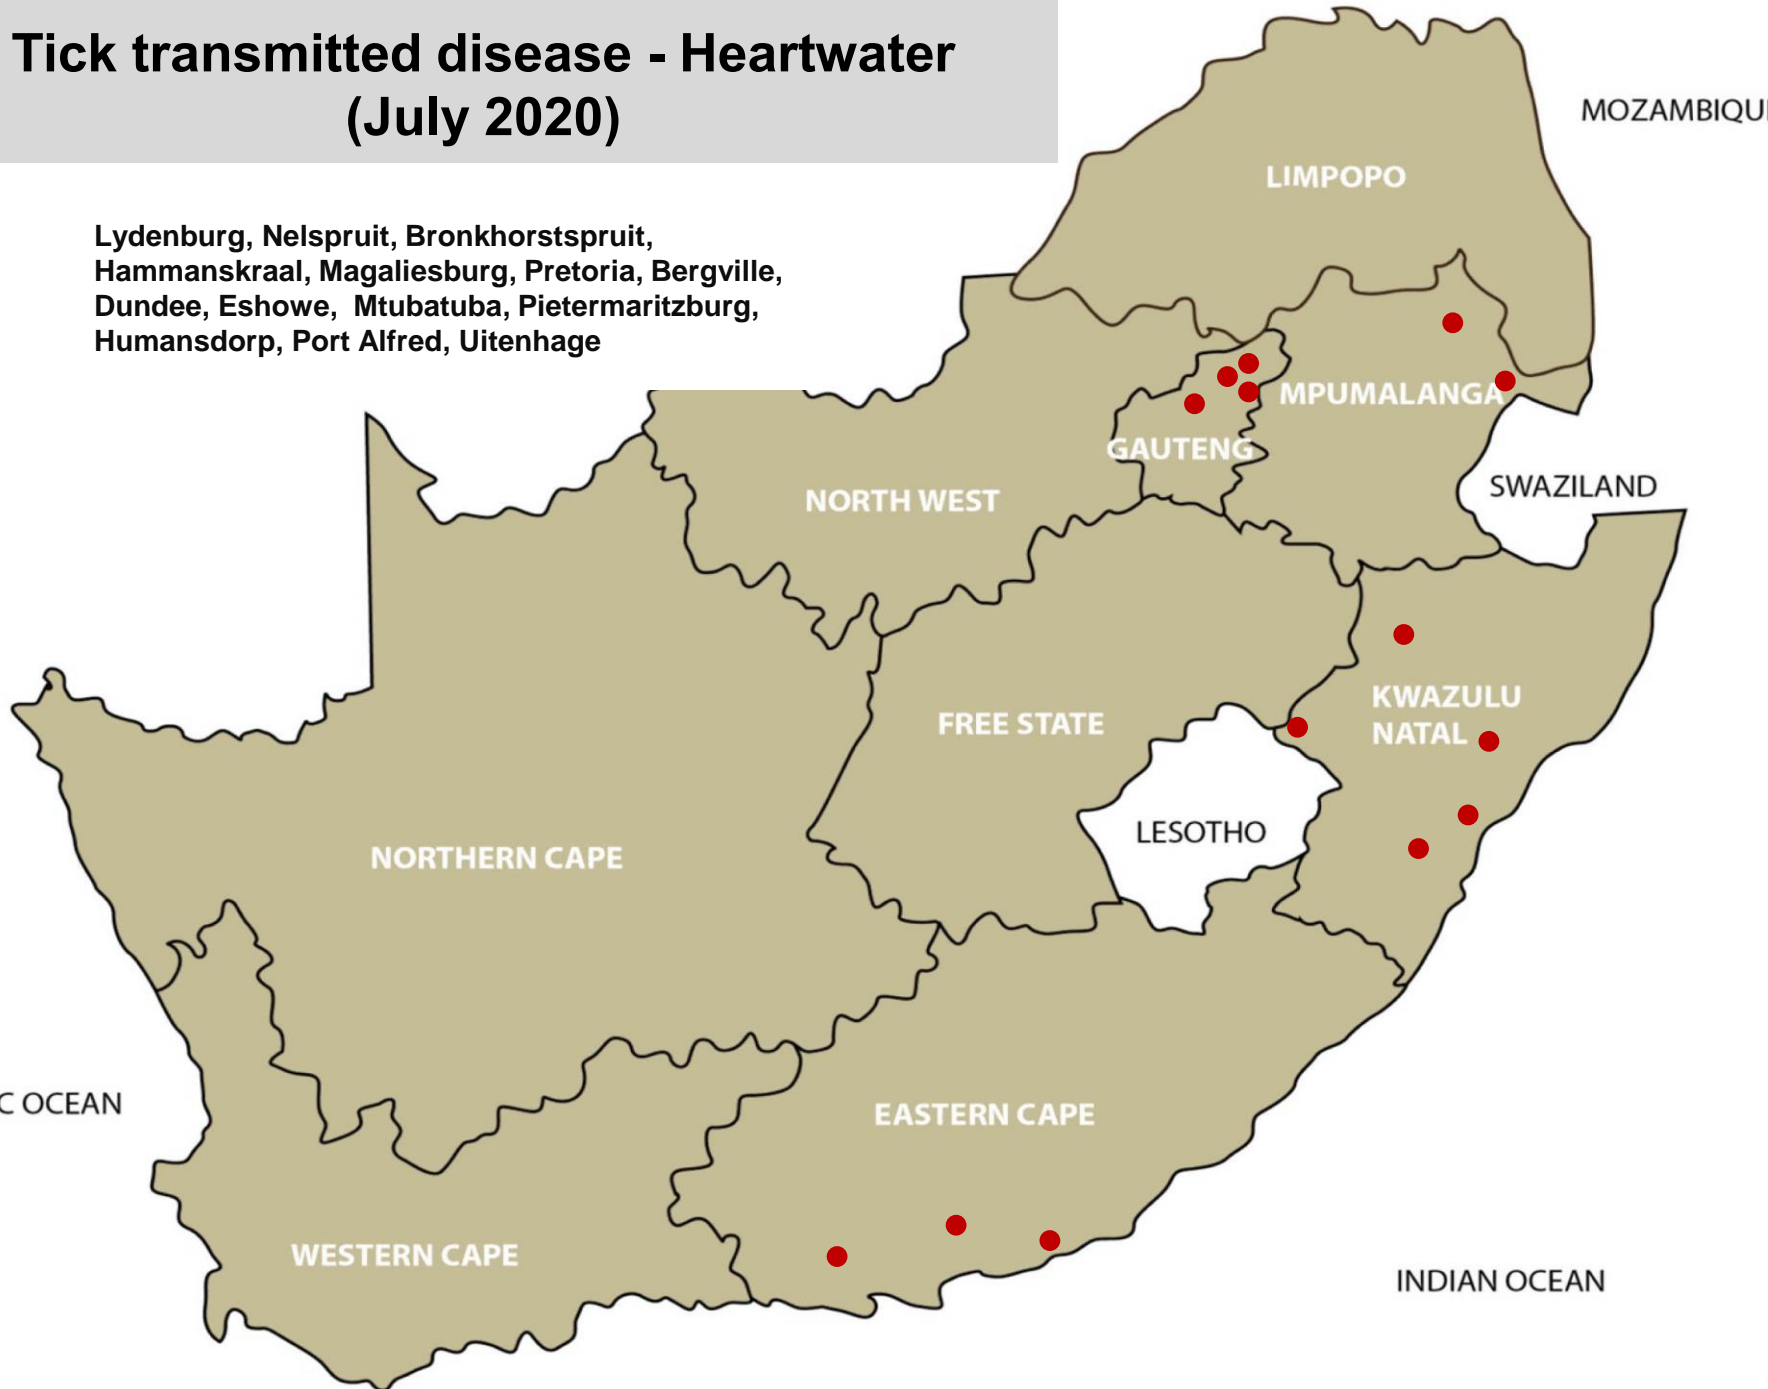 Tick transmitted disease - Heartwater
(July 2020)
MOZAMBIQUE
LIMPOPO
Lydenburg, Nelspruit, Bronkhorstspruit,
Hammanskraal, Magaliesburg, Pretoria, Bergville,
Dundee, Eshowe, Mtubatuba, Pietermaritzburg,
Humansdorp, Port Alfred, Uitenhage
MPUMALANGA
GAUTENG
NORTH WEST
SWAZILAND
KWAZULU
NATAL
FREE STATE
LESOTHO
NORTHERN CAPE
C OCEAN
EASTERN CAPE
WESTERN CAPE
INDIAN OCEAN